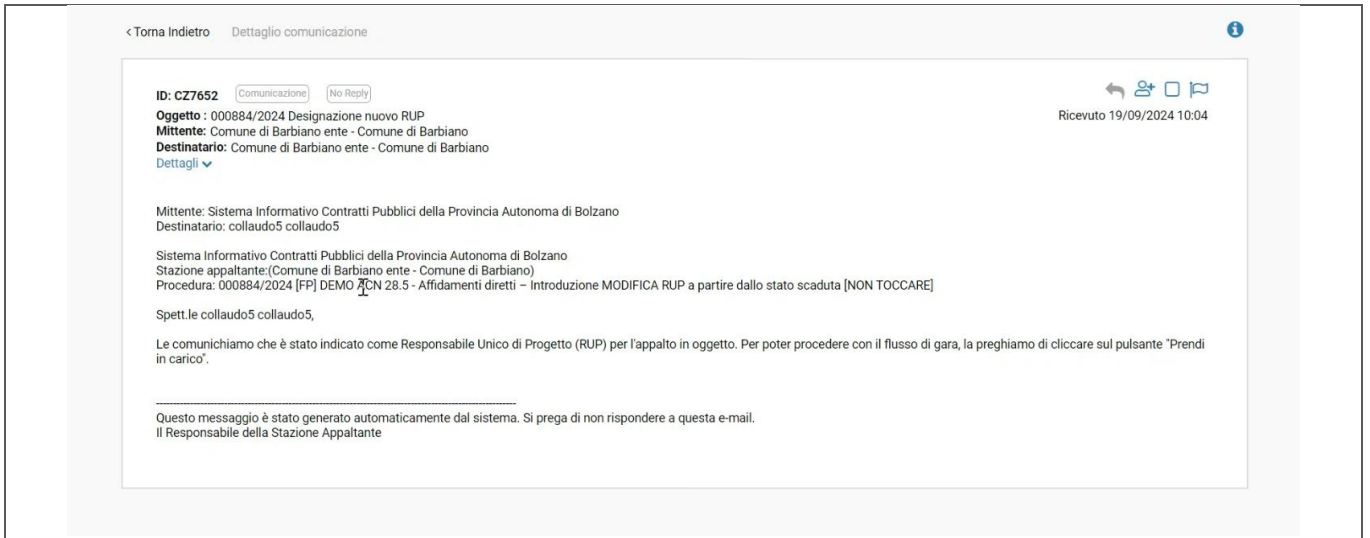 Torna Indietro Dettaglio comunicazione
ID: CZ7652 Comunicazione No Reply
Oggetto : 000884/2024 Designazione nuovo RUP
Ricevuto 19/09/2024 10:04
Mittente: Comune di Barbiano ente - Comune di Barbiano
Destinatario: Comune di Barbiano ente - Comune di Barbiano
Dettagli
Mittente: Sistema Informativo Contratti Pubblici della Provincia Autonoma di Bolzano
Destinatario: collaudo5 collaudo5
Sistema Informativo Contratti Pubblici della Provincia Autonoma di Bolzano
Stazione appaltante:(Comune di Barbiano ente - Comune di Barbiano)
Procedura: 000884/2024 [FP] DEMO ACN 28.5 - Affidamenti diretti – Introduzione MODIFICA RUP a partire dallo stato scaduta [NON TOCCARE]
Spett.le collaudo5 collaudo5,
Le comunichiamo che è stato indicato come Responsabile Unico di Progetto (RUP) per l'appalto in oggetto. Per poter procedere con il flusso di gara, la preghiamo di cliccare sul pulsante "Prendi
in carico".
Questo messaggio è stato generato automaticamente dal sistema. Si prega di non rispondere a questa e-mail.
Il Responsabile della Stazione Appaltante